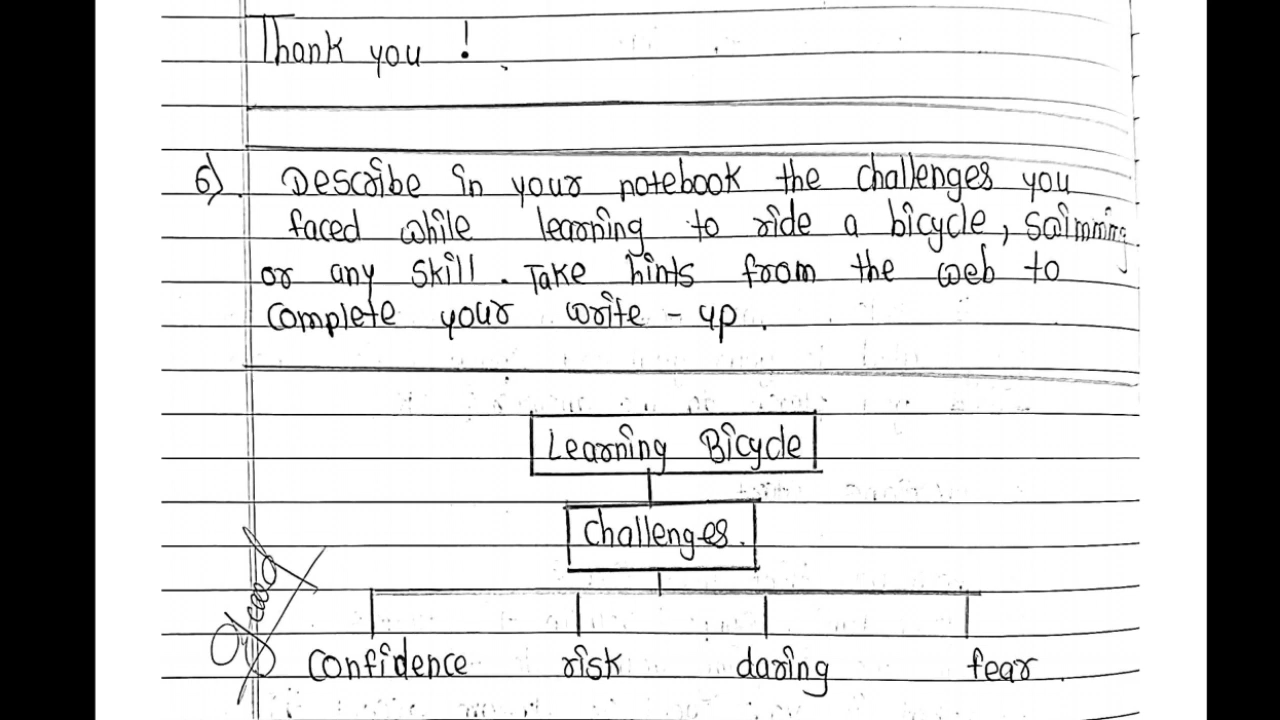 Thank you !
6) Describe in your notebook the challenges you
faced while learning to ride a bicycle, swimming
or any skill. Take hints from the web to
complete your write - up.
Learning Bicycle
Challenges.
Confidence risk daring fear.